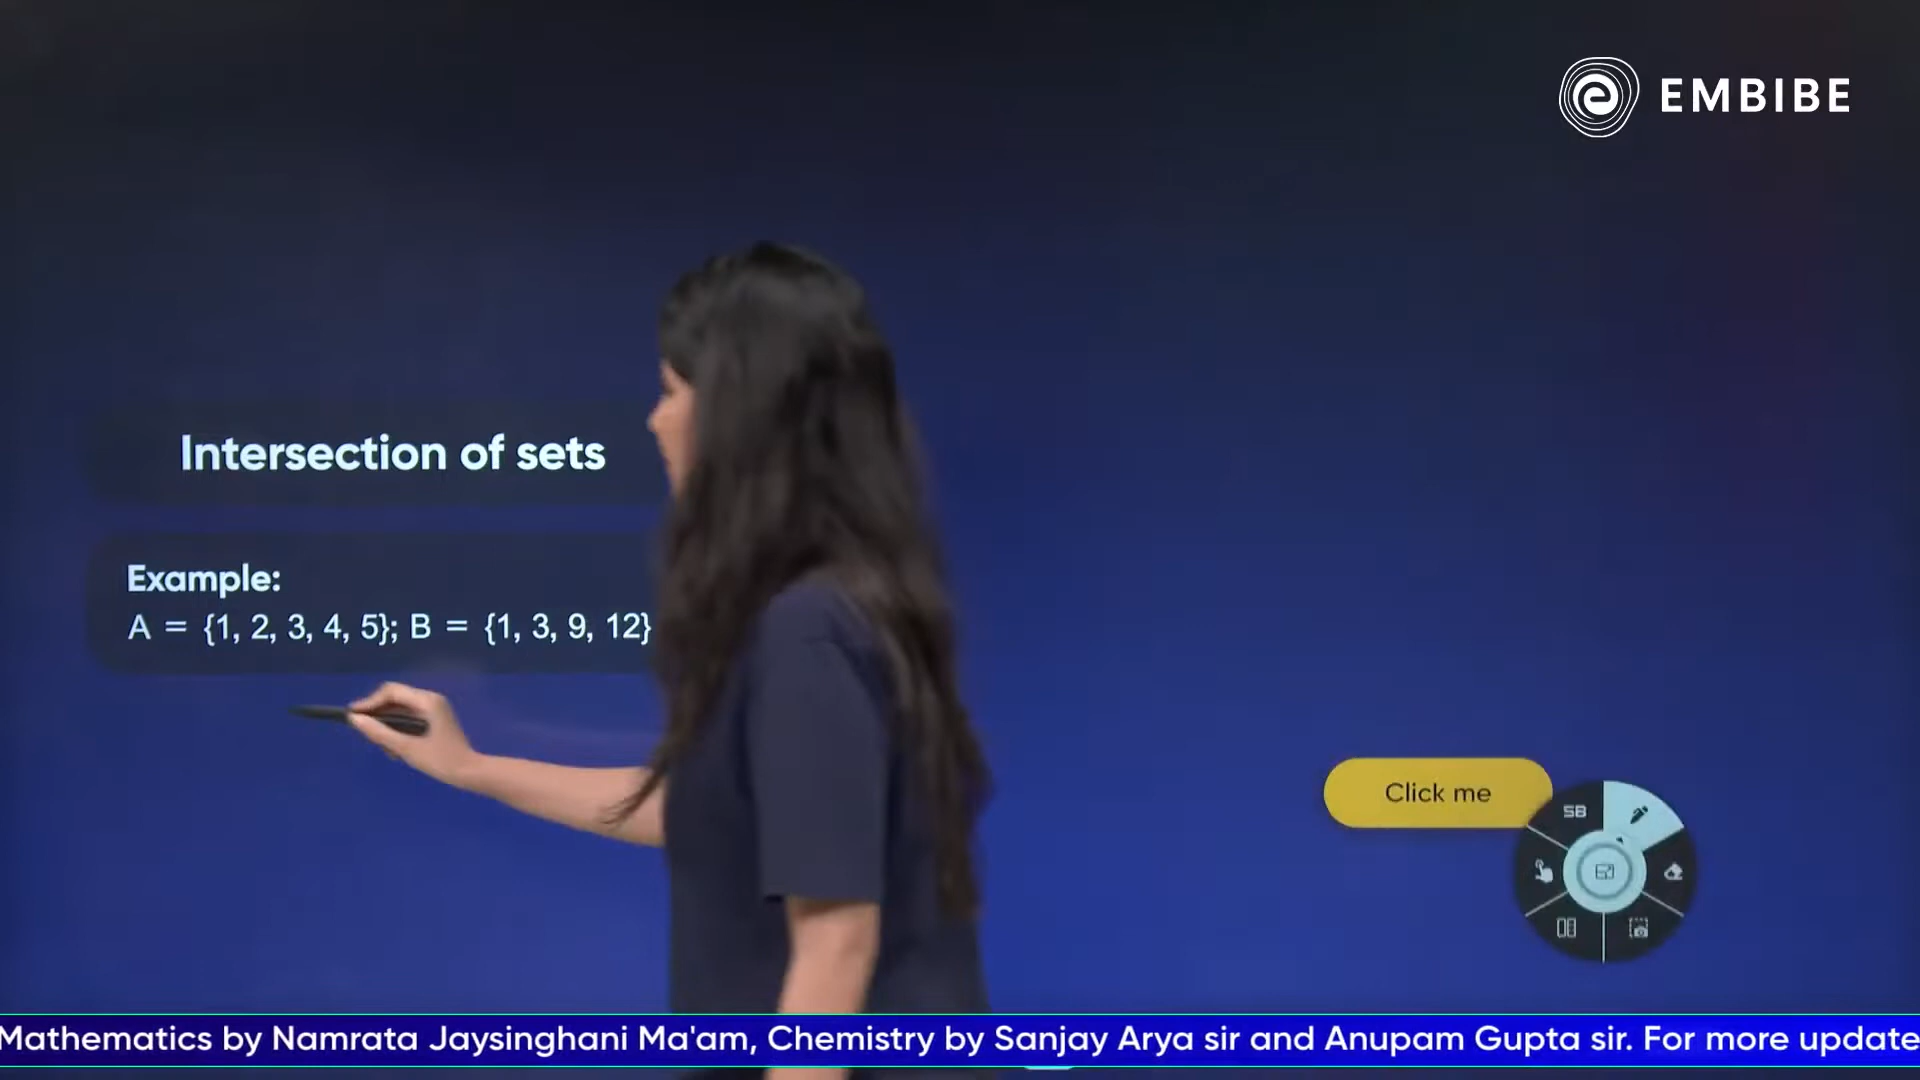 EMBIBE
Intersection of sets
Example:
A = {1, 2, 3, 4, 5}; B = {1, 3, 9, 12}
Click me
SB
Mathematics by Namrata Jaysinghani Ma'am, Chemistry by Sanjay Arya sir and Anupam Gupta sir. For more update